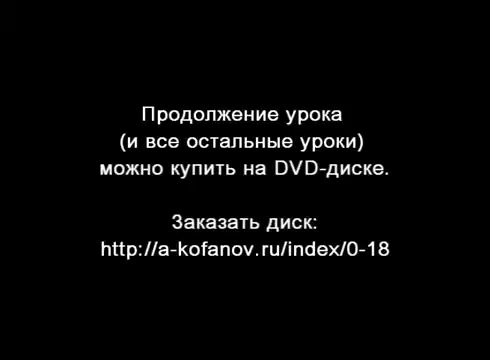 Продолжение урока
(и все остальные уроки)
можно купить на DVD-диске.
Заказать диск:
http://a-kofanov.ru/index/0-18